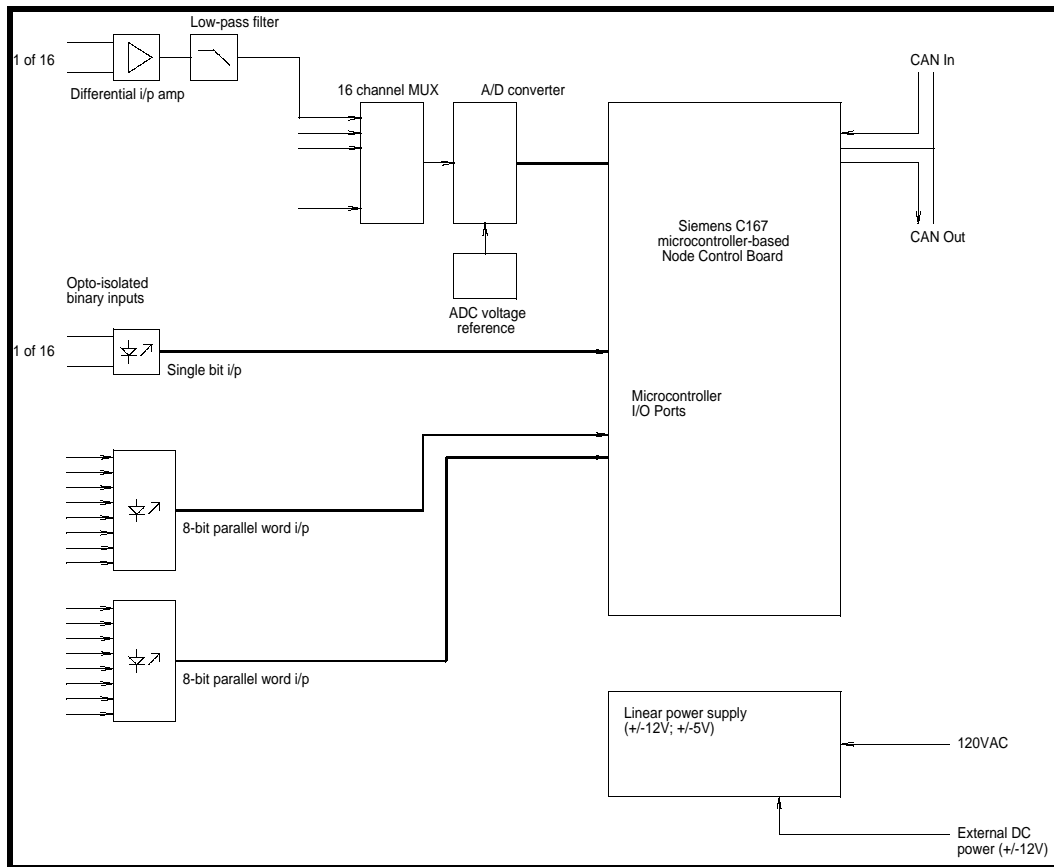 Low-pass filter
1 of 16
Differential i/p amp
16 channel MUX
A/D converter
CAN In
Siemens C167
microcontroller-based
Node Control Board
CAN Out
Opto-isolated
binary inputs
ADC voltage
reference
1 of 16
Single bit i/p
Microcontroller
I/O Ports
8-bit parallel word i/p
8-bit parallel word i/p
Linear power supply
(+/-12V; +/-5V)
120VAC
External DC
power (+/-12V)